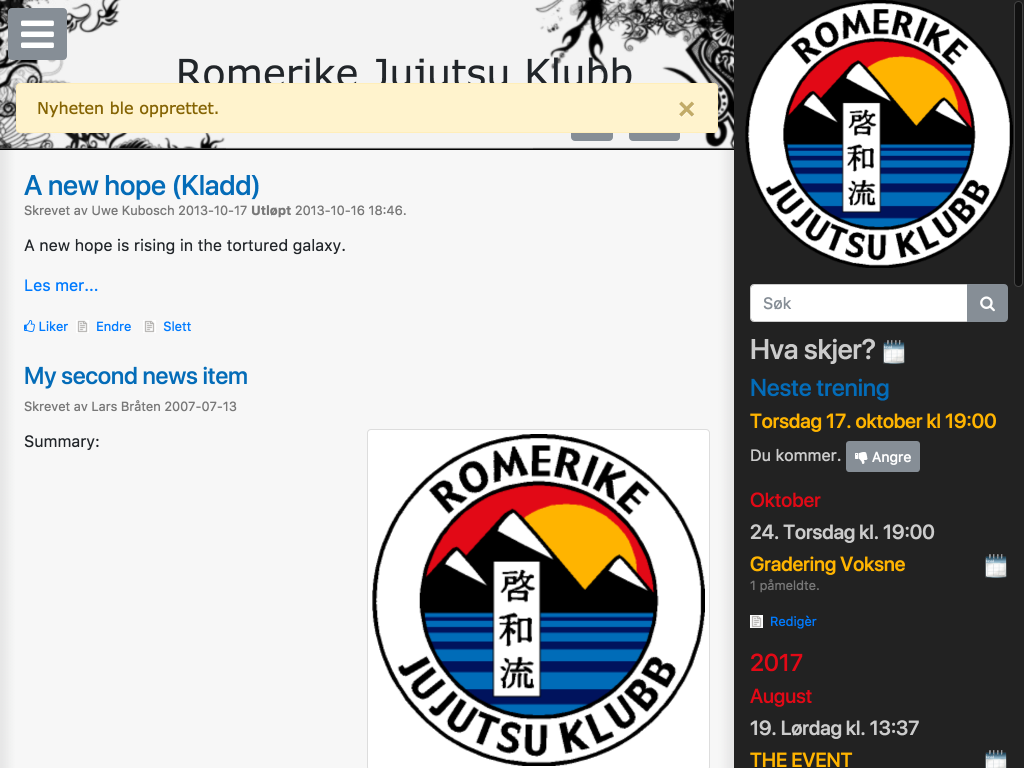 Romerike Jujutsu Klubb
Nyheten ble opprettet.
×
A new hope (Kladd)
Skrevet av Uwe Kubosch 2013-10-17 Utløpt 2013-10-16 18:46.
A new hope is rising in the tortured galaxy.
Les mer...
Liker Endre Slett
My second news item
Skrevet av Lars Bråten 2007-07-13
Summary:
ROMERIKE
啓和流
JUJUTSU KLUBB
ROMERIKE
啓和流
JUJUTSU KLUBB
Søk
Hva skjer?
Neste trening
Torsdag 17. oktober kl 19:00
Du kommer. Angre
Oktober
24. Torsdag kl. 19:00
Gradering Voksne
1 påmeldte.
Redigèr
2017
August
19. Lørdag kl. 13:37
THE EVENT